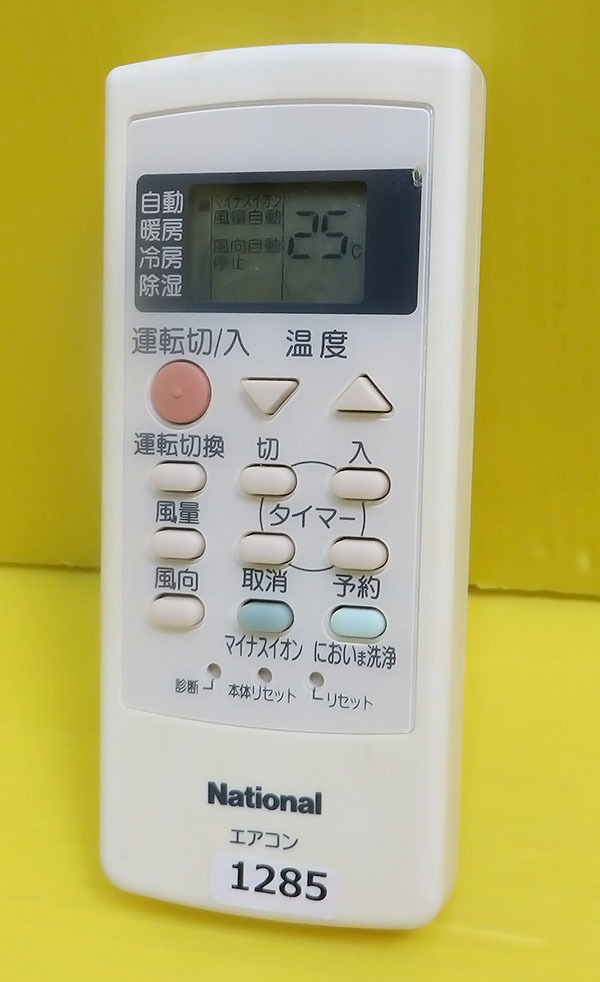 自動
暖房
冷房
除湿
マイナスイオン
風量自動
風向自動
停止
25℃
運転切/入 温度
運転切換 切 入
風量 タイマー
風向 取消 予約
マイナスイオン においま洗浄
診断 本体リセット リセット
National
エアコン
1285